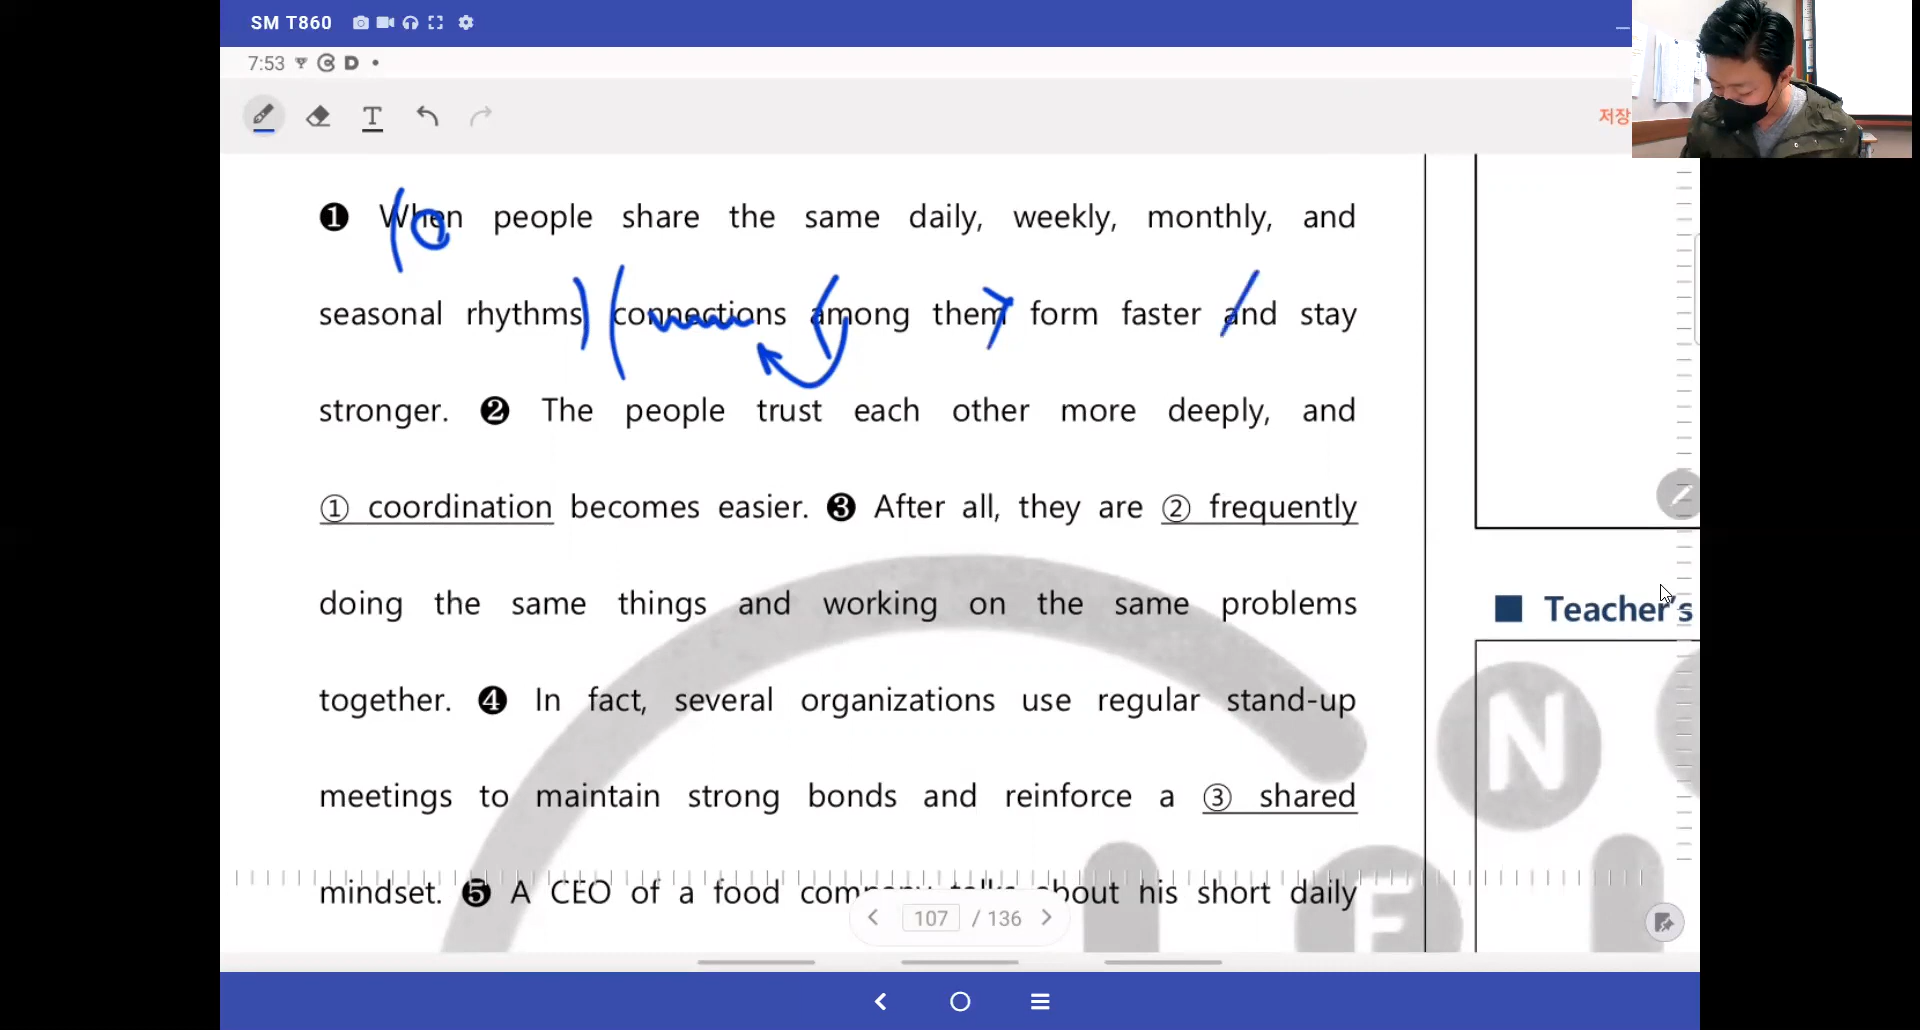 SM T860
7:53
T
저장
❶ When people share the same daily, weekly, monthly, and
seasonal rhythms connections among them form faster and stay
stronger. ❷ The people trust each other more deeply, and
① coordination becomes easier. ❸ After all, they are ② frequently
doing the same things and working on the same problems
together. ❹ In fact, several organizations use regular stand-up
meetings to maintain strong bonds and reinforce a ③ shared
mindset. ❺ A CEO of a food company talks about his short daily
■ Teacher's
N
E
107 / 136